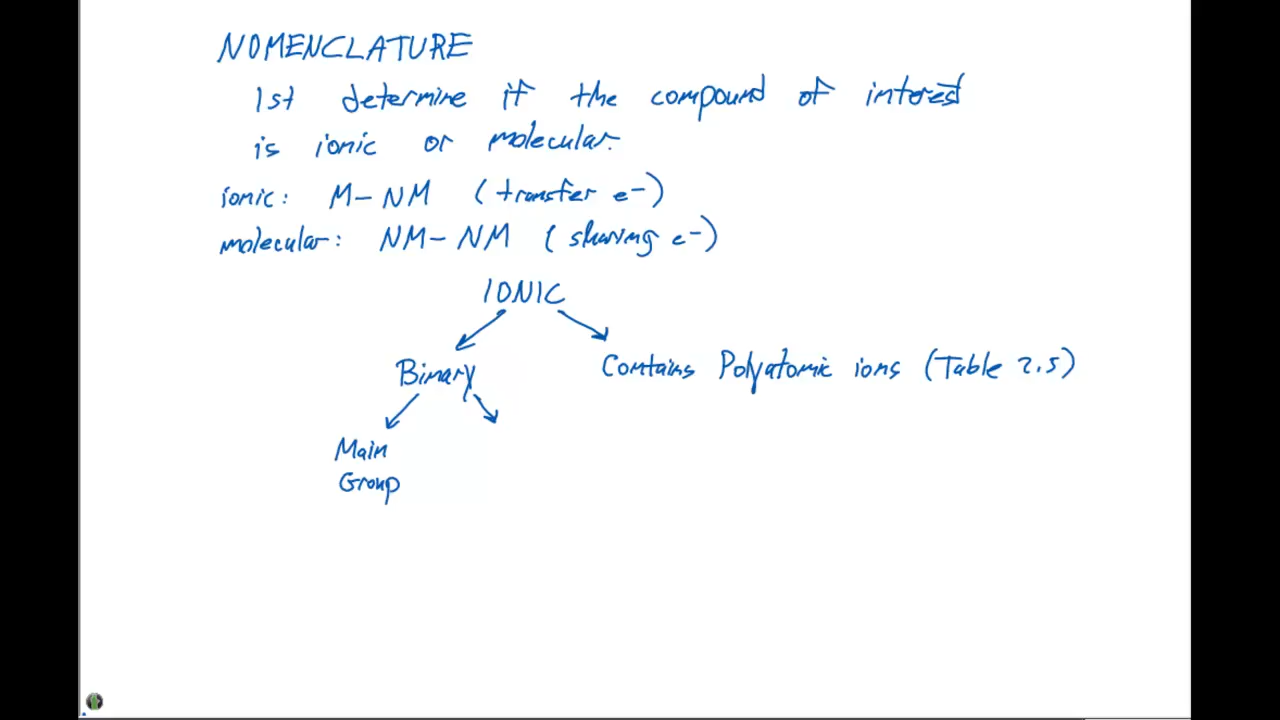 NOMENCLATURE
1st determine if the compound of interest
is ionic or molecular.
ionic: M-NM (transfer e-)
molecular: NM-NM (sharing e-)
IONIC
Binary Contains Polyatomic ions (Table 2.5)
Main
Group